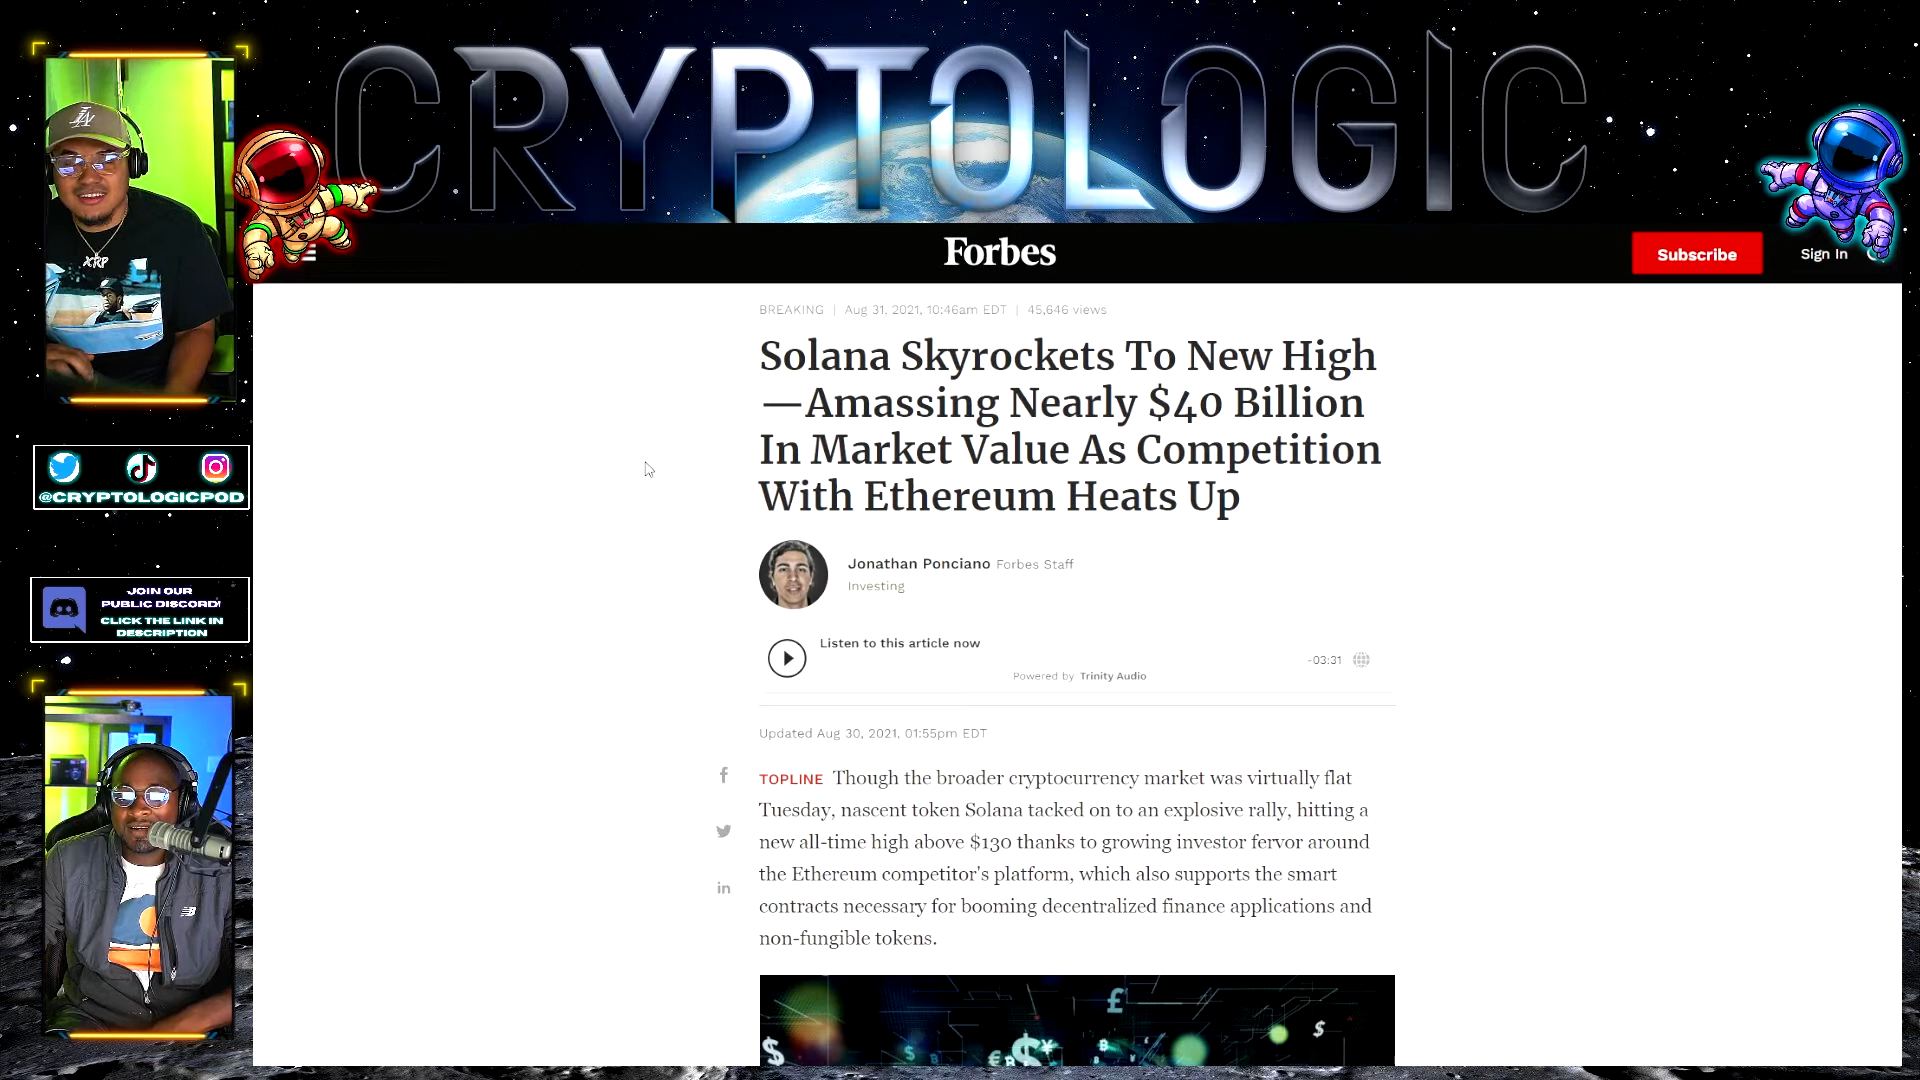 CRYPTOLOGIC
Forbes
Subscribe
Sign In
XRP
BREAKING | Aug 31, 2021, 10:46am EDT | 45,646 views
Solana Skyrockets To New High
—Amassing Nearly $40 Billion
In Market Value As Competition
With Ethereum Heats Up
@CRYPTOLOGICPOD
Jonathan Ponciano Forbes Staff
Investing
JOIN OUR
PUBLIC DISCORD!
CLICK THE LINK IN
DESCRIPTION
Listen to this article now
-03:31
Powered by Trinity Audio
Updated Aug 30, 2021, 01:55pm EDT
TOPLINE Though the broader cryptocurrency market was virtually flat
Tuesday, nascent token Solana tacked on to an explosive rally, hitting a
new all-time high above $130 thanks to growing investor fervor around
the Ethereum competitor's platform, which also supports the smart
contracts necessary for booming decentralized finance applications and
non-fungible tokens.